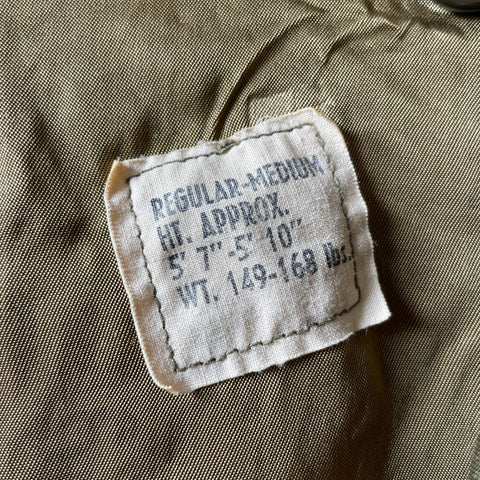 REGULAR-MEDIUM
HT. APPROX.
5' 7"-5' 10"
WT. 149-168 lbs.